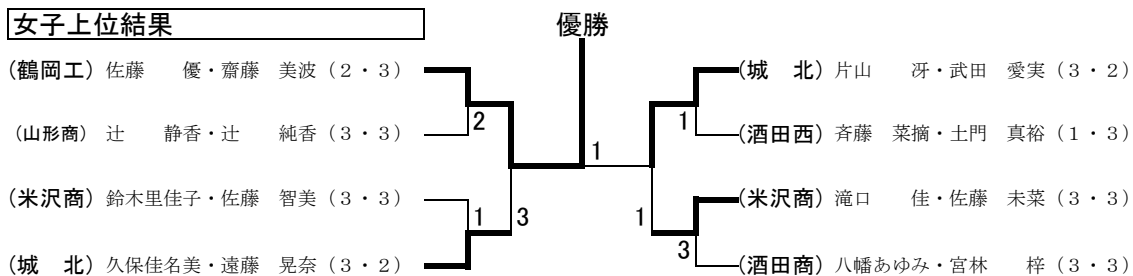 女子上位結果
優勝
(鶴岡工) 佐藤　優・齋藤　美波 (2・3)
(城　北) 片山　冴・武田　愛実 (3・2)
2
1
(山形商) 辻　静香・辻　純香 (3・3)
(酒田西) 斉藤　菜摘・土門　真裕 (1・3)
1
(米沢商) 鈴木里佳子・佐藤　智美 (3・3)
(米沢商) 滝口　佳・佐藤　未菜 (3・3)
1
3
1
3
(城　北) 久保佳名美・遠藤　晃奈 (3・2)
(酒田商) 八幡あゆみ・宮林　梓 (3・3)